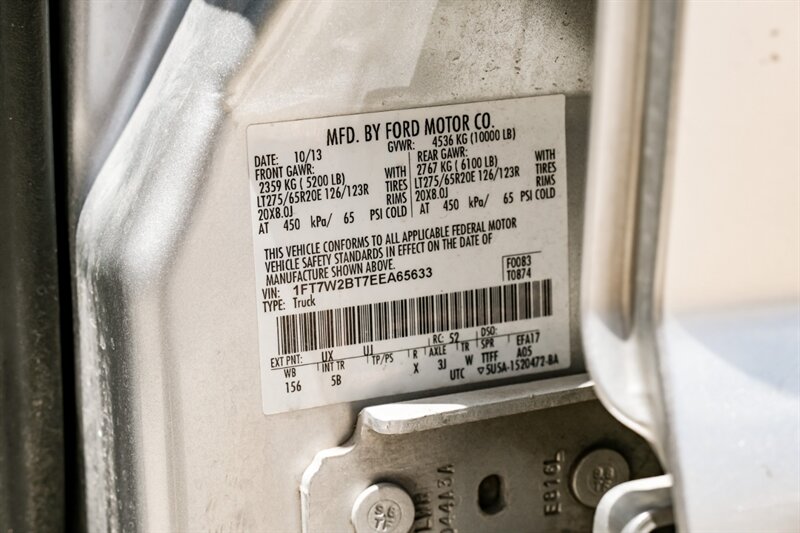 MFD. BY FORD MOTOR CO.
DATE: 10/13 GVWR: 4536 KG (10000 LB)
FRONT GAWR: REAR GAWR:
2359 KG (5200 LB) WITH 2767 KG (6100 LB) WITH
LT275/65R20E 126/123R TIRES LT275/65R20E 126/123R TIRES
20X8.0J RIMS 20X8.0J RIMS
AT 450 kPa/ 65 PSI COLD AT 450 kPa/ 65 PSI COLD
THIS VEHICLE CONFORMS TO ALL APPLICABLE FEDERAL MOTOR
VEHICLE SAFETY STANDARDS IN EFFECT ON THE DATE OF
MANUFACTURE SHOWN ABOVE.
VIN: 1FT7W2BT7EEA65633 F0083
TYPE: Truck T0874
EXT PNT: UX UI RC: 52 DSO:
WB INT TR TP/PS R AXLE TR SPR EFA17
156 5B X 3J W TTFF A05
UTC ▽5U5A-1520472-BA
E816L
044A3A